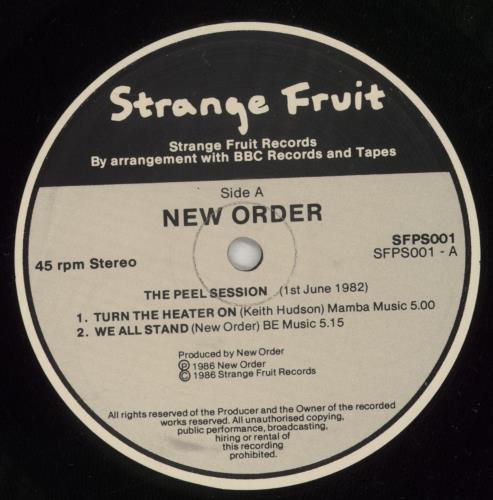 Strange Fruit
Strange Fruit Records
By arrangement with BBC Records and Tapes
Side A
NEW ORDER
45 rpm Stereo
SFPS001
SFPS001 - A
THE PEEL SESSION (1st June 1982)
1. TURN THE HEATER ON (Keith Hudson) Mamba Music 5.00
2. WE ALL STAND (New Order) BE Music 5.15
Produced by New Order
Ⓟ 1986 New Order
© 1986 Strange Fruit Records
All rights reserved of the Producer and the Owner of the recorded
works reserved. All unauthorised copying,
public performance, broadcasting,
hiring or rental of
this recording
prohibited.